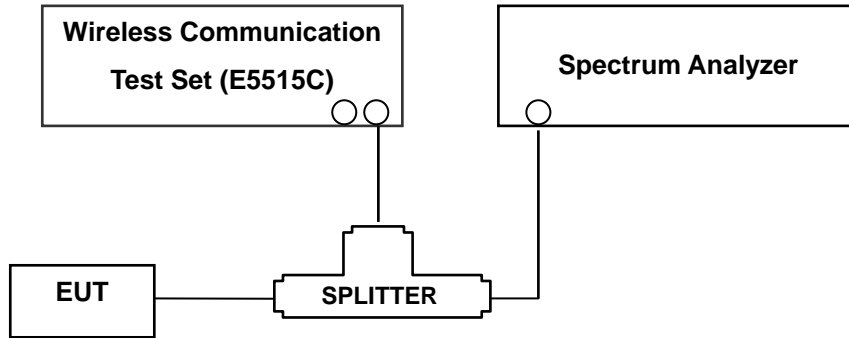 Wireless Communication
Test Set (E5515C)
Spectrum Analyzer
EUT
SPLITTER